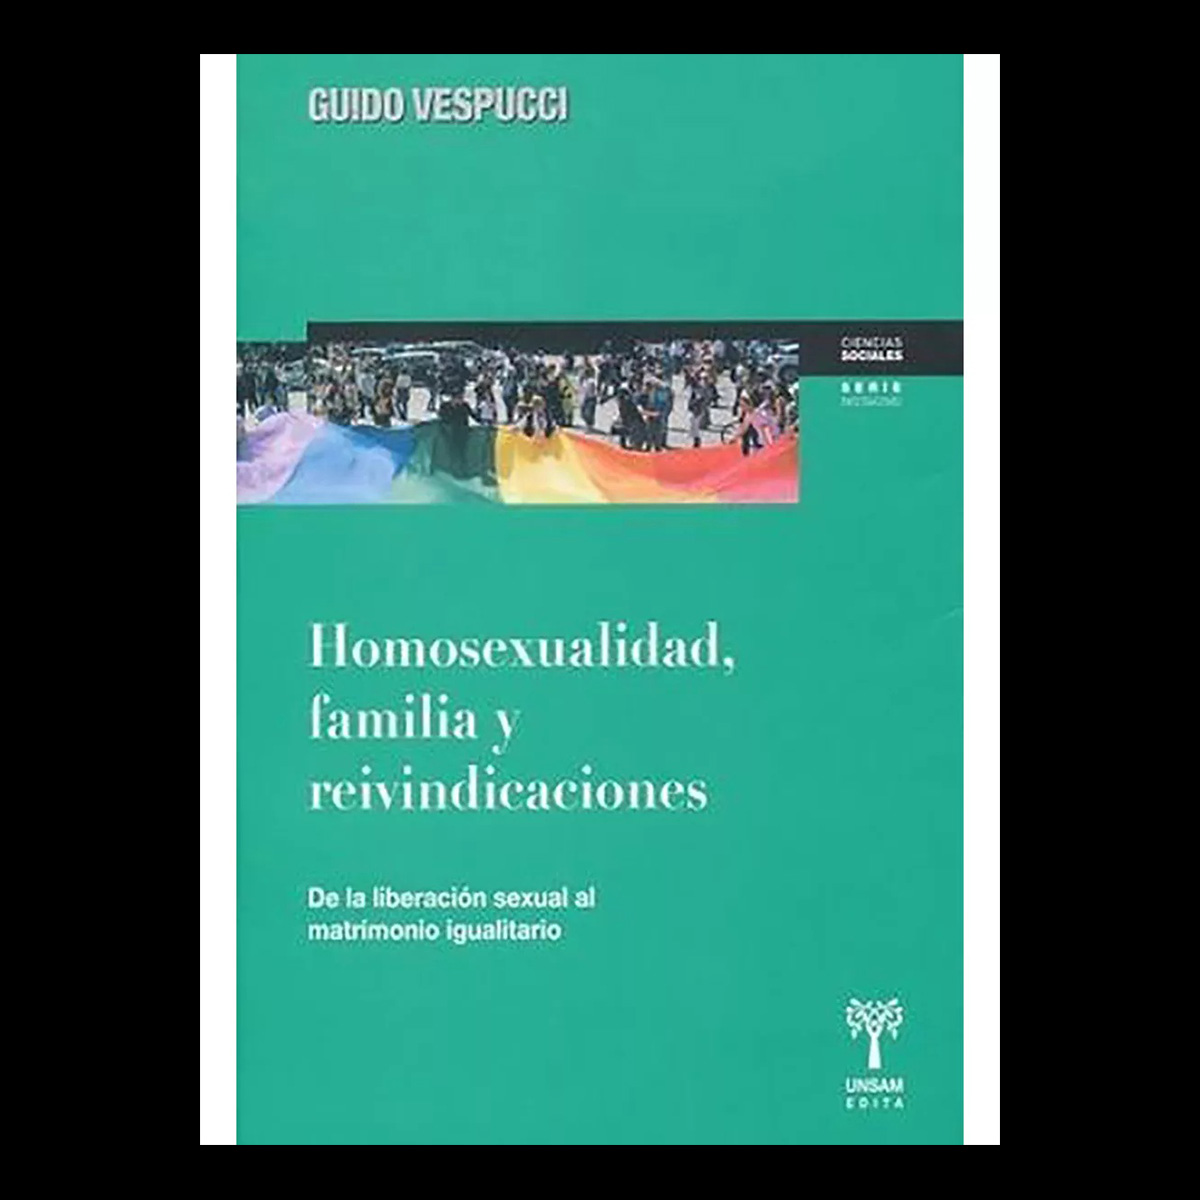 GUIDO VESPUCCI
CIENCIAS
SOCIALES
SERIE
Homosexualidad,
familia y
reivindicaciones
De la liberación sexual al
matrimonio igualitario
UNSAM
EDITA